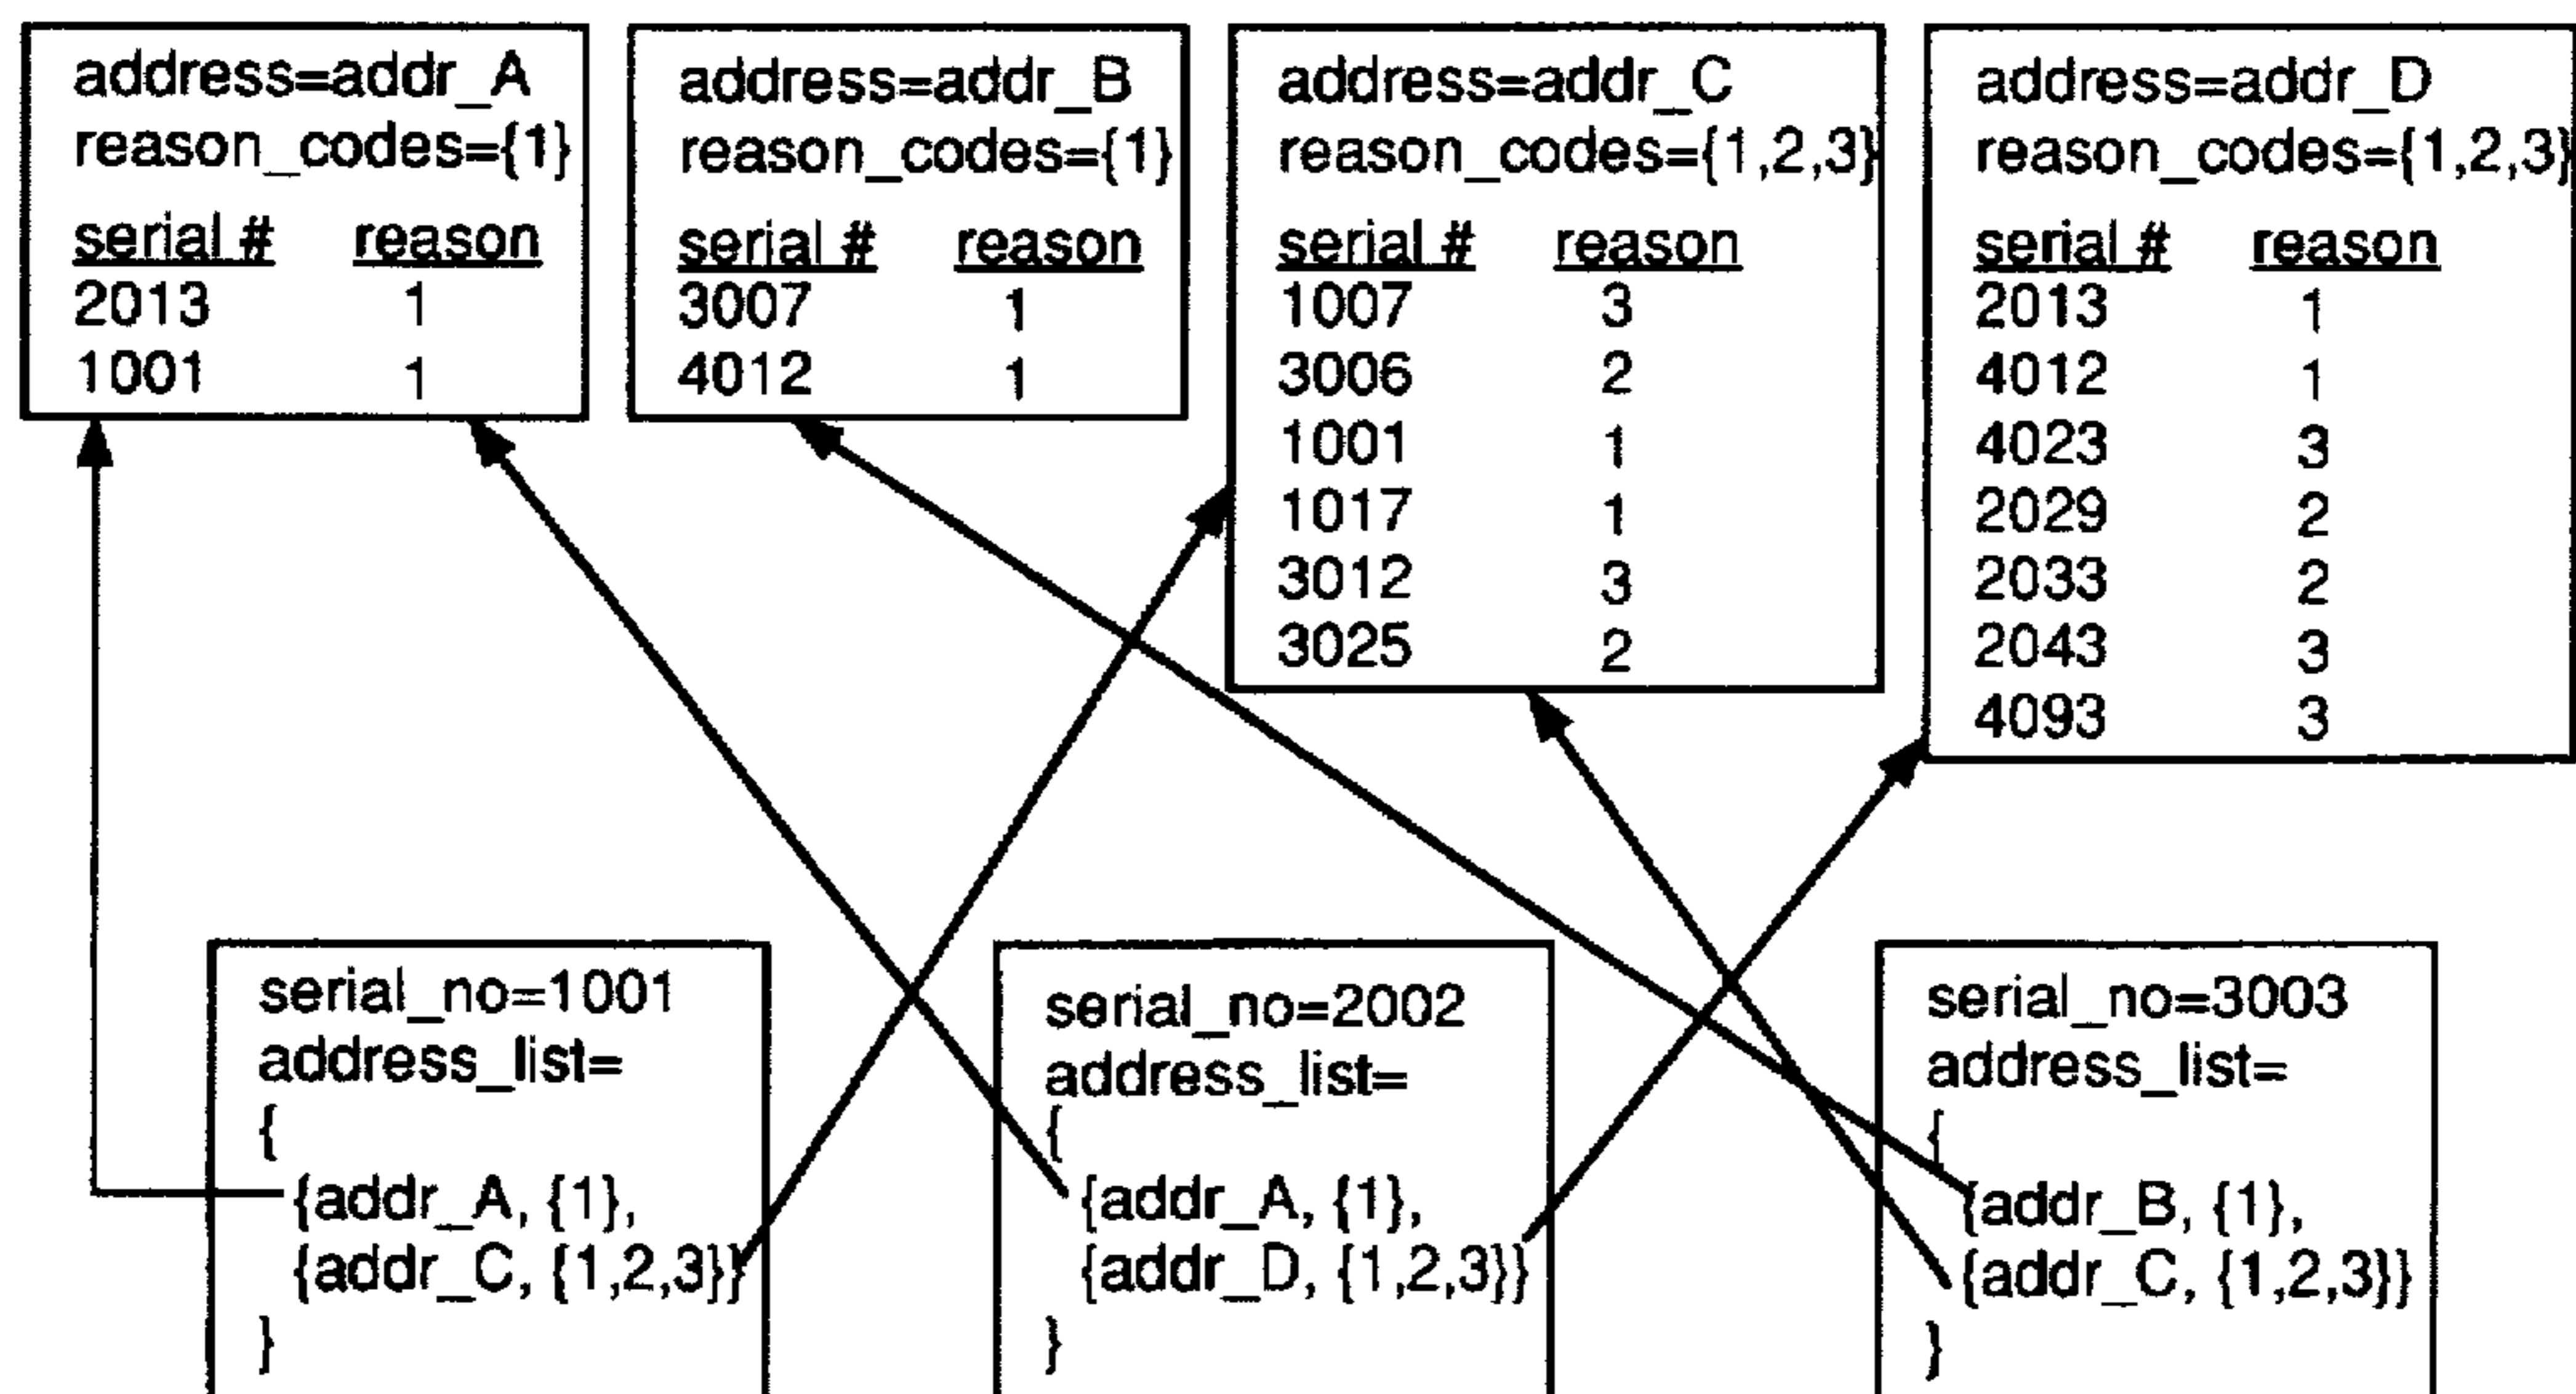 address=addr_A
reason_codes={1}
serial # reason
2013 1
1001 1
address=addr_B
reason_codes={1}
serial # reason
3007 1
4012 1
address=addr_C
reason_codes={1,2,3}
serial # reason
1007 3
3006 2
1001 1
1017 1
3012 3
3025 2
address=addr_D
reason_codes={1,2,3}
serial # reason
2013 1
4012 1
4023 3
2029 2
2033 2
2043 3
4093 3
serial_no=1001
address_list=
{
{addr_A, {1},
{addr_C, {1,2,3}}
}
serial_no=2002
address_list=
{
{addr_A, {1},
{addr_D, {1,2,3}}
}
serial_no=3003
address_list=
{
{addr_B, {1},
{addr_C, {1,2,3}}
}